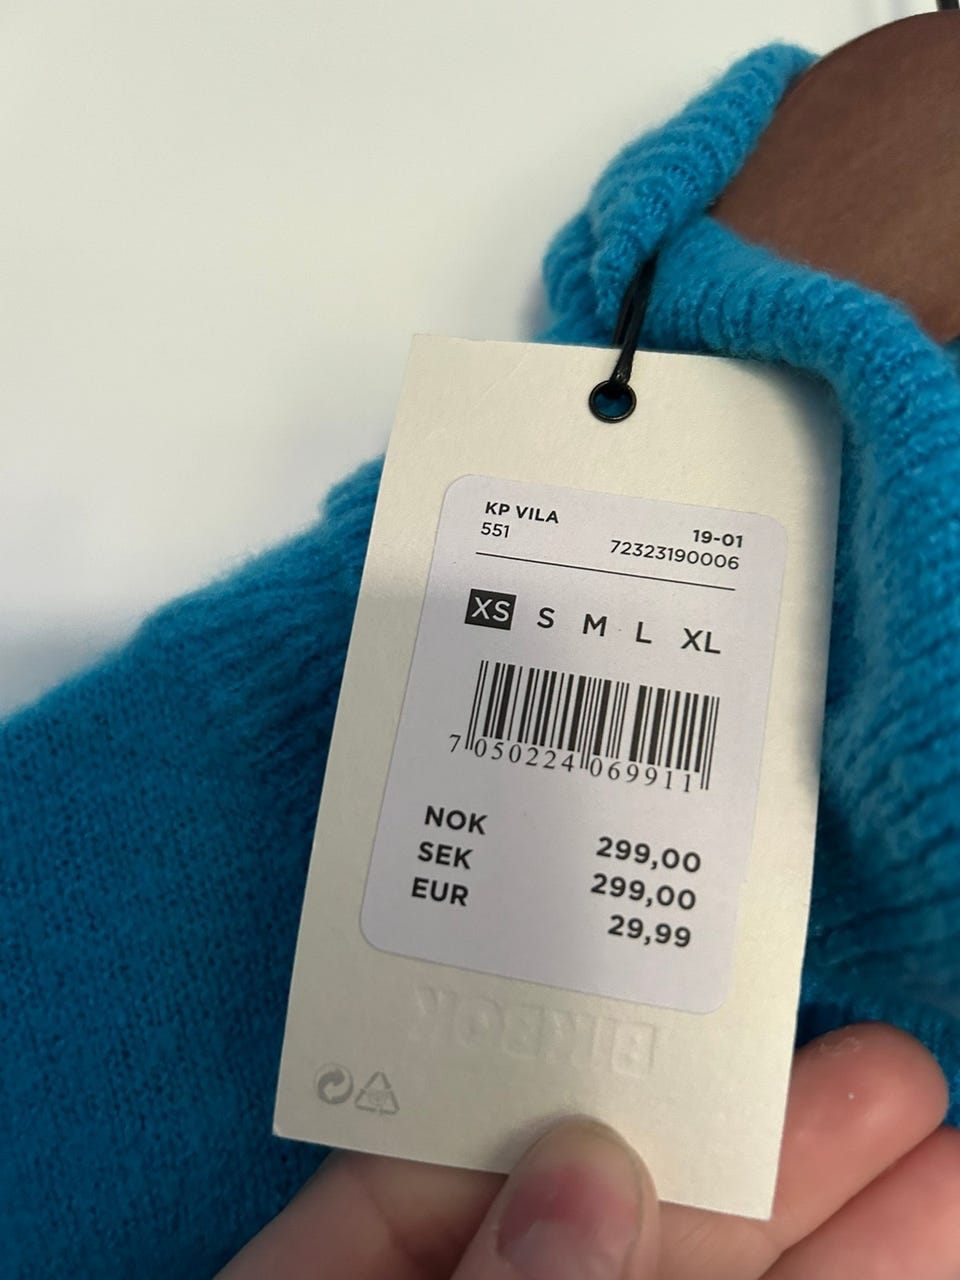 KP VILA
551
19-01
72323190006
XS S M L XL
7 050224 069911
NOK 299,00
SEK 299,00
EUR 29,99
BIKBOK